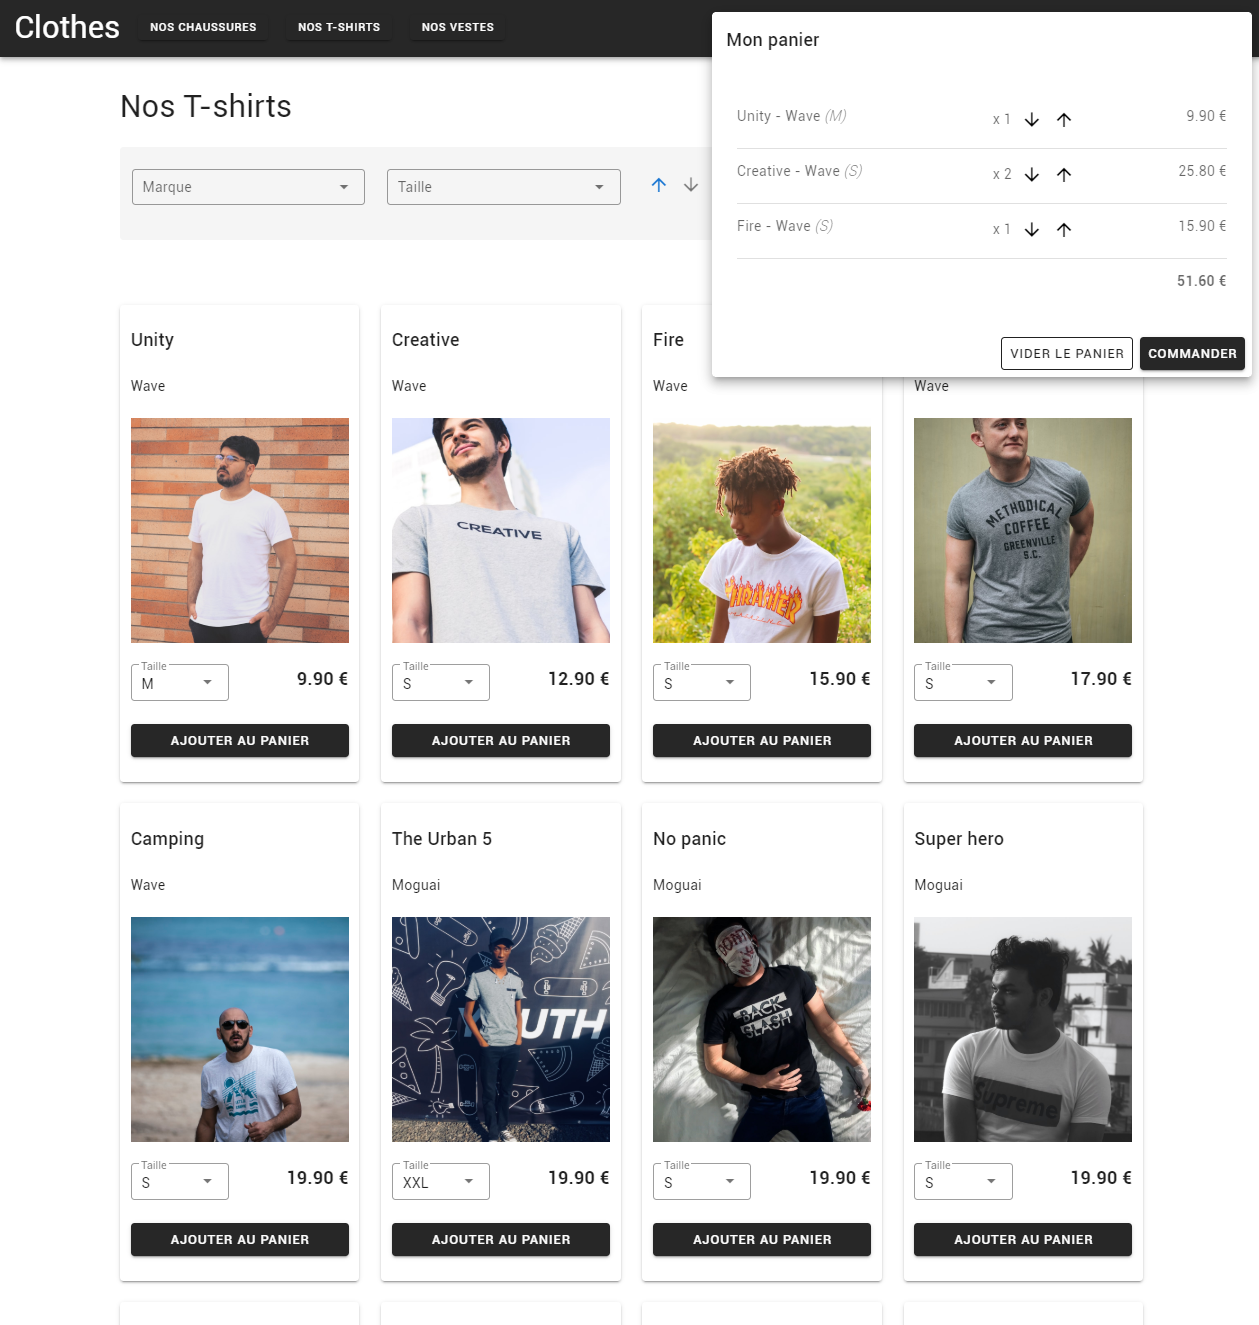 Clothes
NOS CHAUSSURES
NOS T-SHIRTS
NOS VESTES
Mon panier
Unity - Wave (M)
x 1
9.90 €
Creative - Wave (S)
x 2
25.80 €
Fire - Wave (S)
x 1
15.90 €
51.60 €
VIDER LE PANIER
COMMANDER
Nos T-shirts
Marque
Taille
Unity
Wave
Taille
M
9.90 €
AJOUTER AU PANIER
Creative
Wave
CREATIVE
Taille
S
12.90 €
AJOUTER AU PANIER
Fire
Wave
THRASHER
Taille
S
15.90 €
AJOUTER AU PANIER
Wave
METHODICAL
COFFEE
GREENVILLE
S.C.
Taille
S
17.90 €
AJOUTER AU PANIER
Camping
Wave
Taille
S
19.90 €
AJOUTER AU PANIER
The Urban 5
Moguai
UTH
Taille
XXL
19.90 €
AJOUTER AU PANIER
No panic
Moguai
BACK
SLASH
Taille
S
19.90 €
AJOUTER AU PANIER
Super hero
Moguai
Supreme
Taille
S
19.90 €
AJOUTER AU PANIER